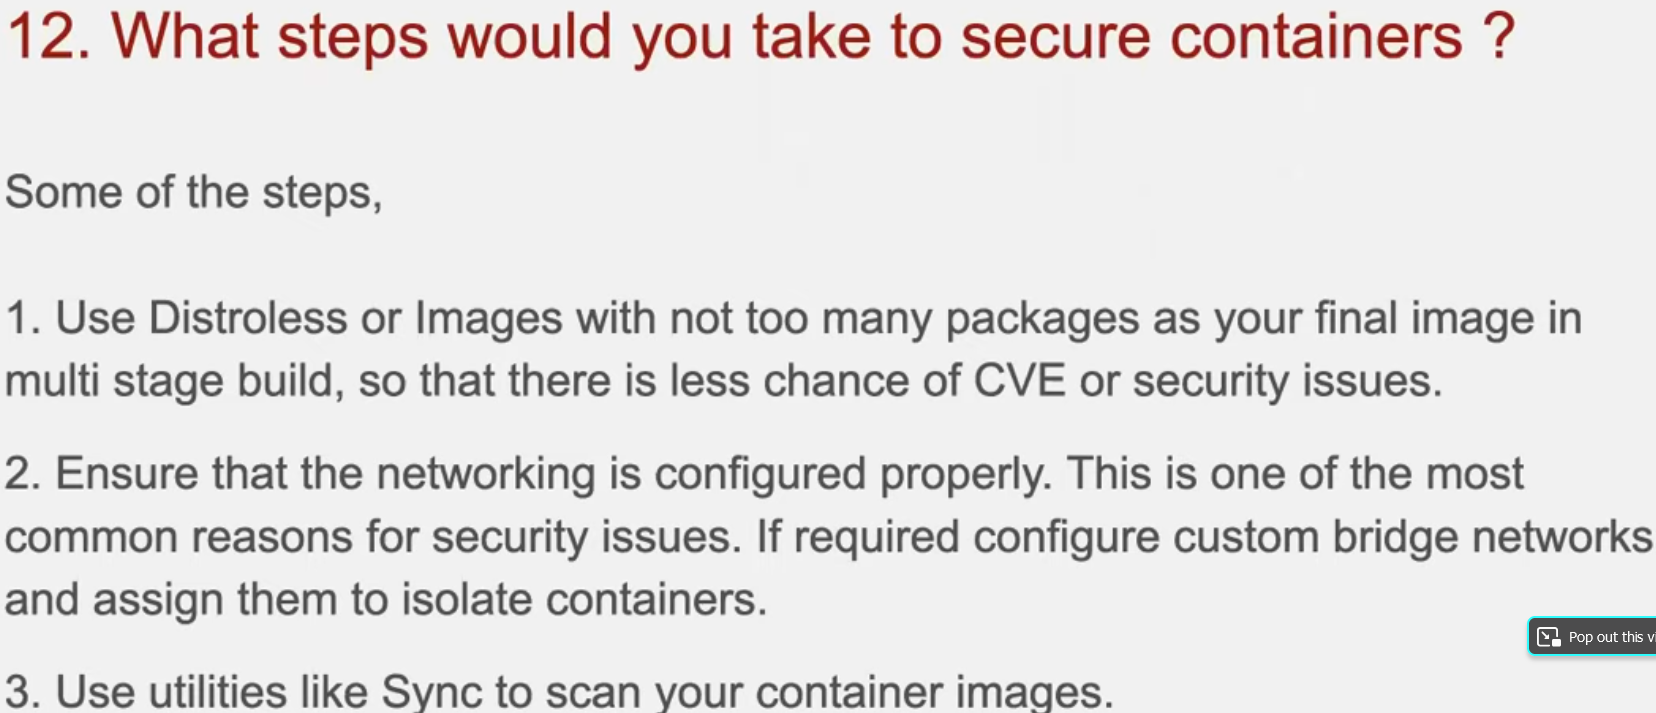 12. What steps would you take to secure containers ?
Some of the steps,
1. Use Distroless or Images with not too many packages as your final image in
multi stage build, so that there is less chance of CVE or security issues.
2. Ensure that the networking is configured properly. This is one of the most
common reasons for security issues. If required configure custom bridge networks
and assign them to isolate containers.
Pop out this vi
3. Use utilities like Sync to scan your container images.